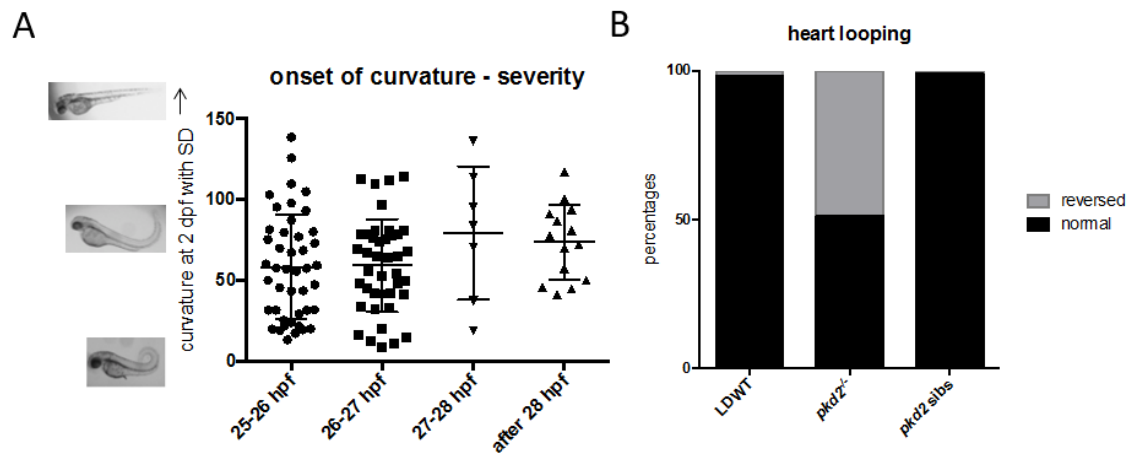 A
onset of curvature - severity
curvature at 2 dpf with SD →
150
100
50
0
25-26 hpf
26-27 hpf
27-28 hpf
after 28 hpf
B
heart looping
percentages
100
50
0
LDWT
pkd2-/-
pkd2 sibs
reversed
normal